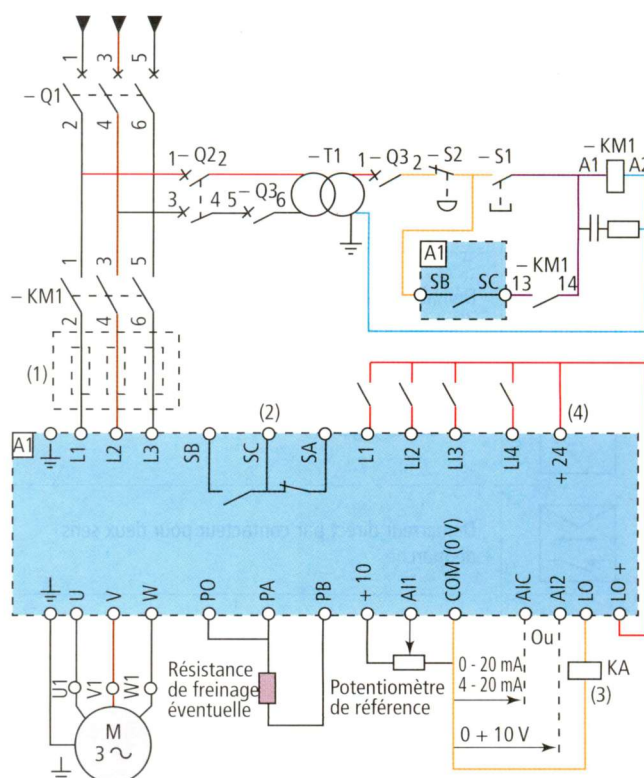 1 3 5
– Q1
2 4 6
1 – Q2 2
– T1
1 – Q3 2
– S2
– S1
– KM1
A1 A2
3 4 5 – Q3 6
A1
SB SC
– KM1
13 14
1 3 5
– KM1
2 4 6
(1)
(2)
(4)
A1
L1 L2 L3 SB SC SA L1 LI2 LI3 LI4 + 24
U V W PO PA PB + 10 AI1 COM (0 V) AIC AI2 LO LO +
Ou
U1 V1 W1
M
3 ~
Résistance
de freinage
éventuelle
Potentiomètre
de référence
0 - 20 mA
4 - 20 mA
0 + 10 V
KA
(3)